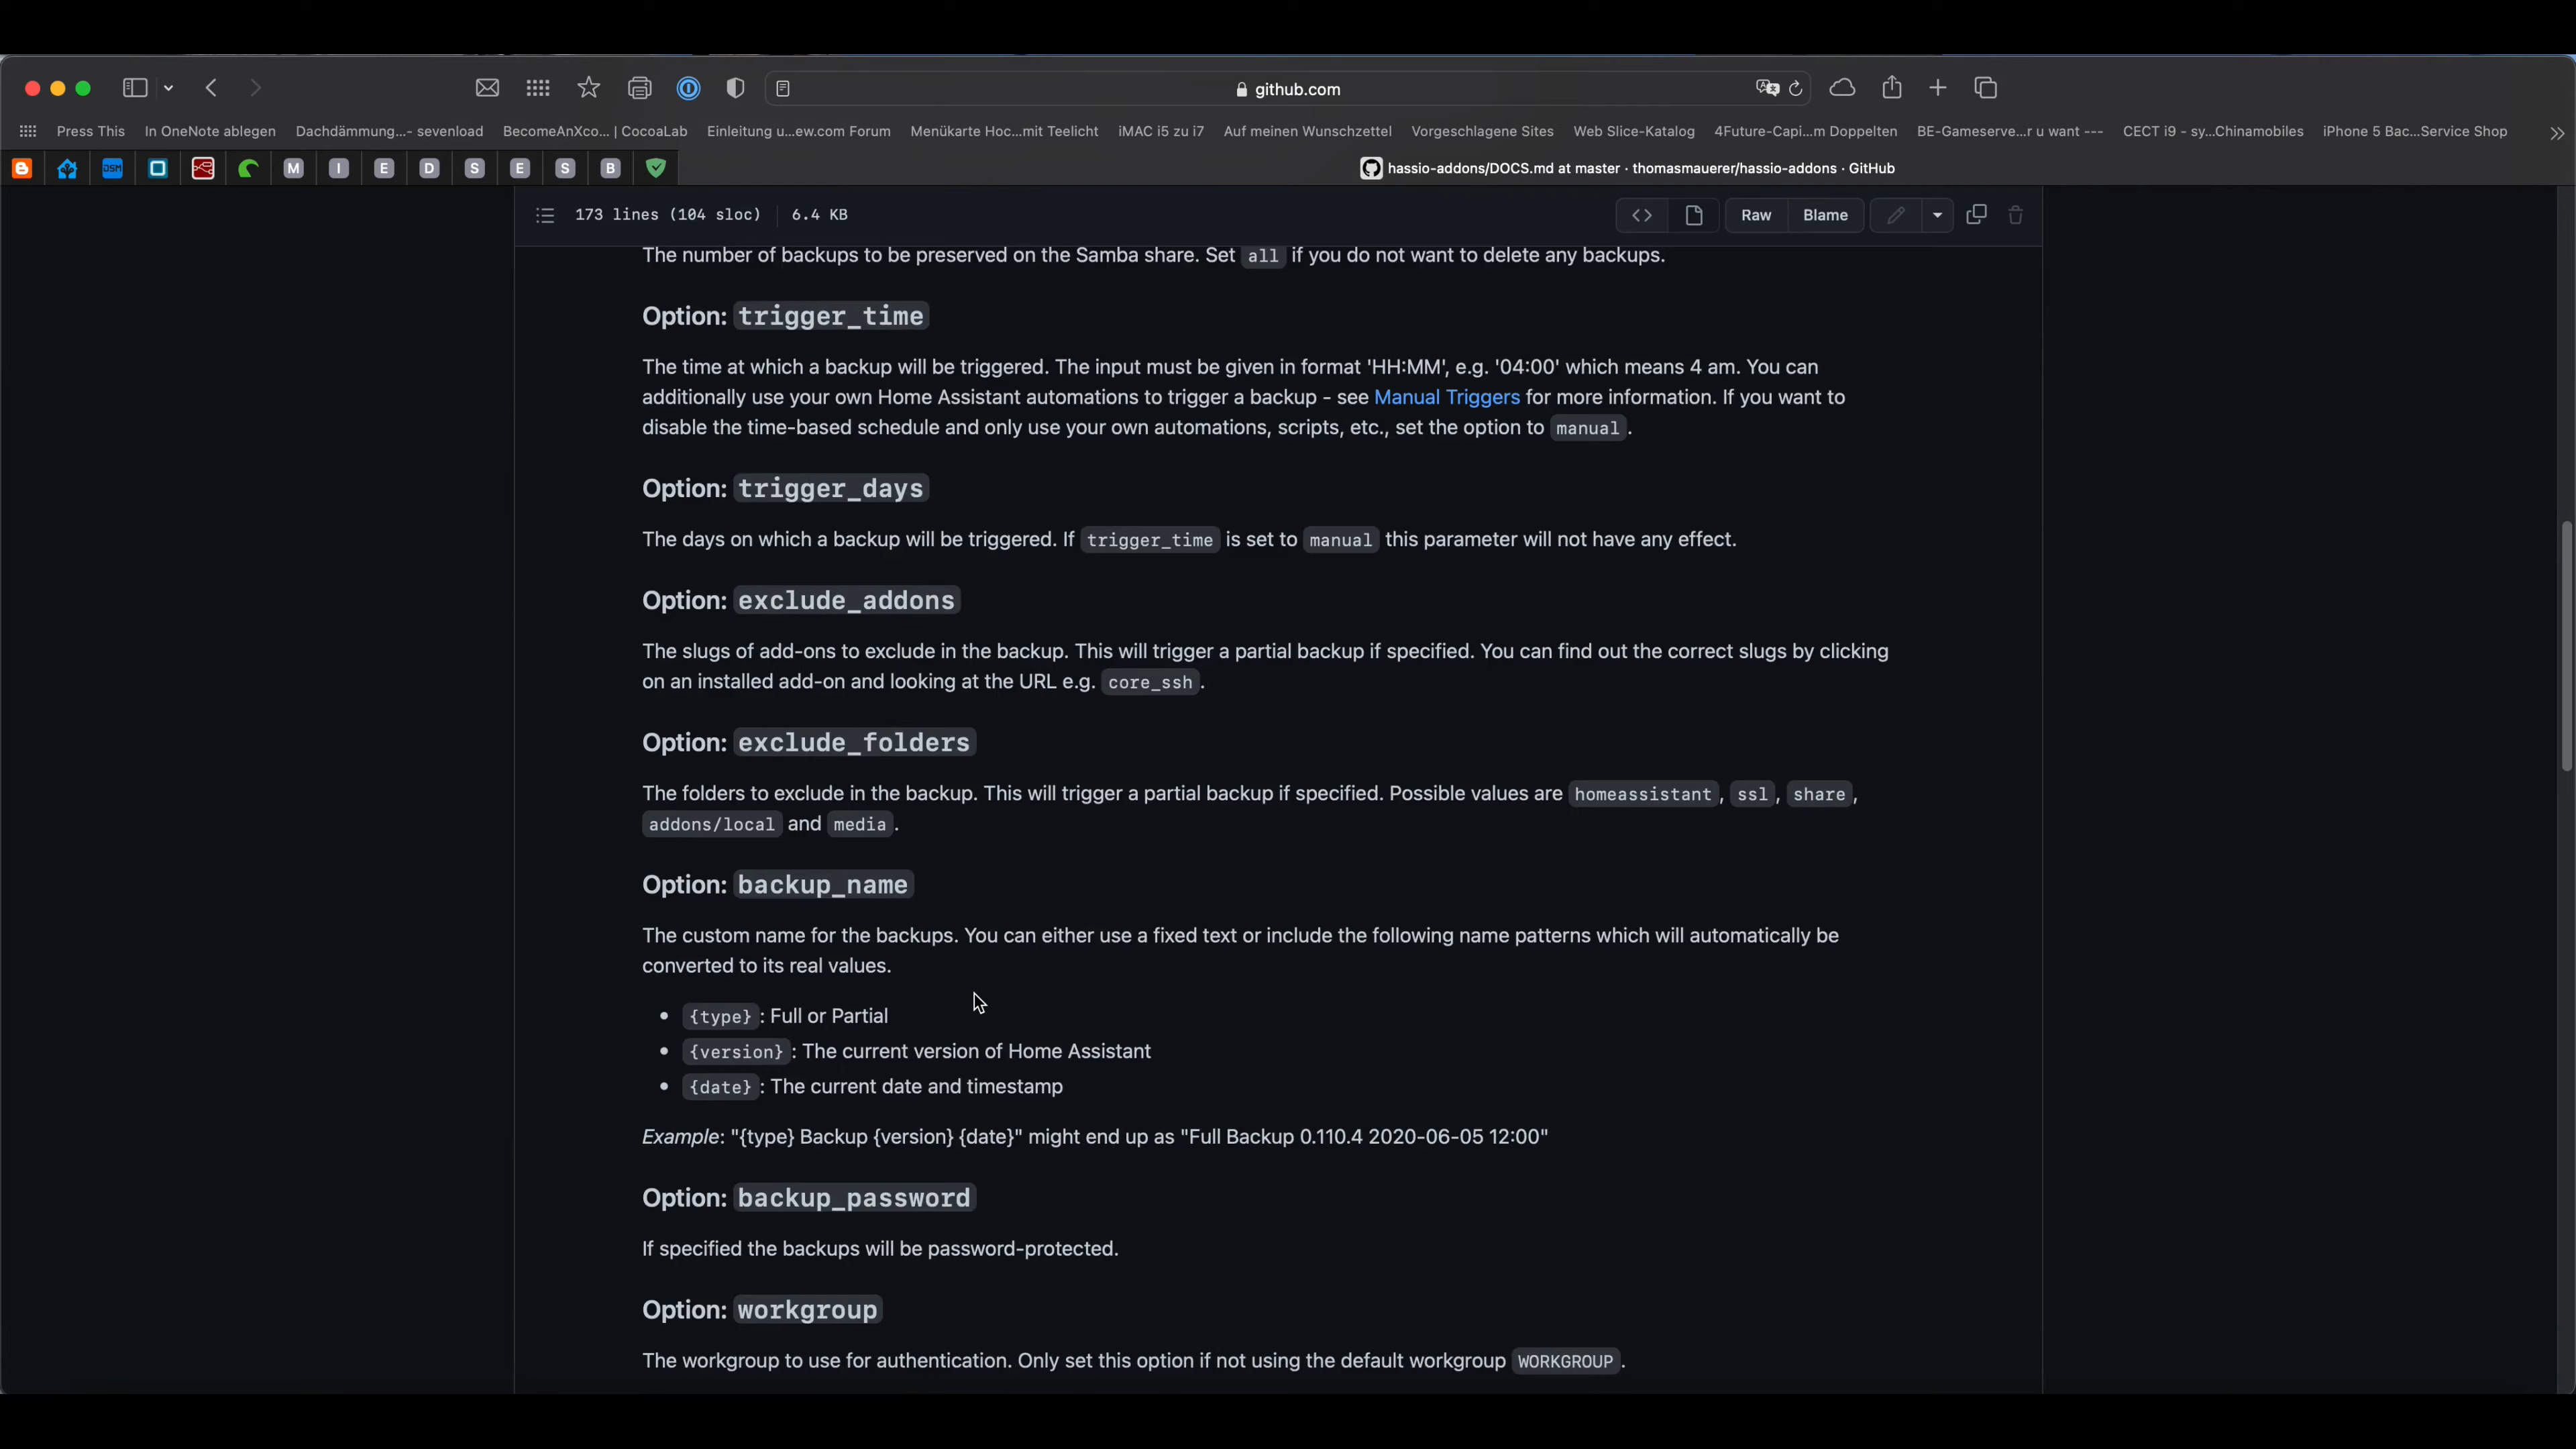 github.com
Press This In OneNote ablegen Dachdämmung...- sevenload BecomeAnXco... | CocoaLab Einleitung u...ew.com Forum Menükarte Hoc...mit Teelicht iMAC i5 zu i7 Auf meinen Wunschzettel Vorgeschlagene Sites Web Slice-Katalog 4Future-Capi...m Doppelten BE-Gameserve...r u want --- CECT i9 - sy...Chinamobiles iPhone 5 Bac...Service Shop
DSM M I E D S E S B hassio-addons/DOCS.md at master · thomasmauerer/hassio-addons · GitHub
173 lines (104 sloc) 6.4 KB Raw Blame
The number of backups to be preserved on the Samba share. Set all if you do not want to delete any backups.
Option: trigger_time
The time at which a backup will be triggered. The input must be given in format 'HH:MM', e.g. '04:00' which means 4 am. You can
additionally use your own Home Assistant automations to trigger a backup - see Manual Triggers for more information. If you want to
disable the time-based schedule and only use your own automations, scripts, etc., set the option to manual.
Option: trigger_days
The days on which a backup will be triggered. If trigger_time is set to manual this parameter will not have any effect.
Option: exclude_addons
The slugs of add-ons to exclude in the backup. This will trigger a partial backup if specified. You can find out the correct slugs by clicking
on an installed add-on and looking at the URL e.g. core_ssh.
Option: exclude_folders
The folders to exclude in the backup. This will trigger a partial backup if specified. Possible values are homeassistant, ssl, share,
addons/local and media.
Option: backup_name
The custom name for the backups. You can either use a fixed text or include the following name patterns which will automatically be
converted to its real values.
• {type}: Full or Partial
• {version}: The current version of Home Assistant
• {date}: The current date and timestamp
Example: "{type} Backup {version} {date}" might end up as "Full Backup 0.110.4 2020-06-05 12:00"
Option: backup_password
If specified the backups will be password-protected.
Option: workgroup
The workgroup to use for authentication. Only set this option if not using the default workgroup WORKGROUP.